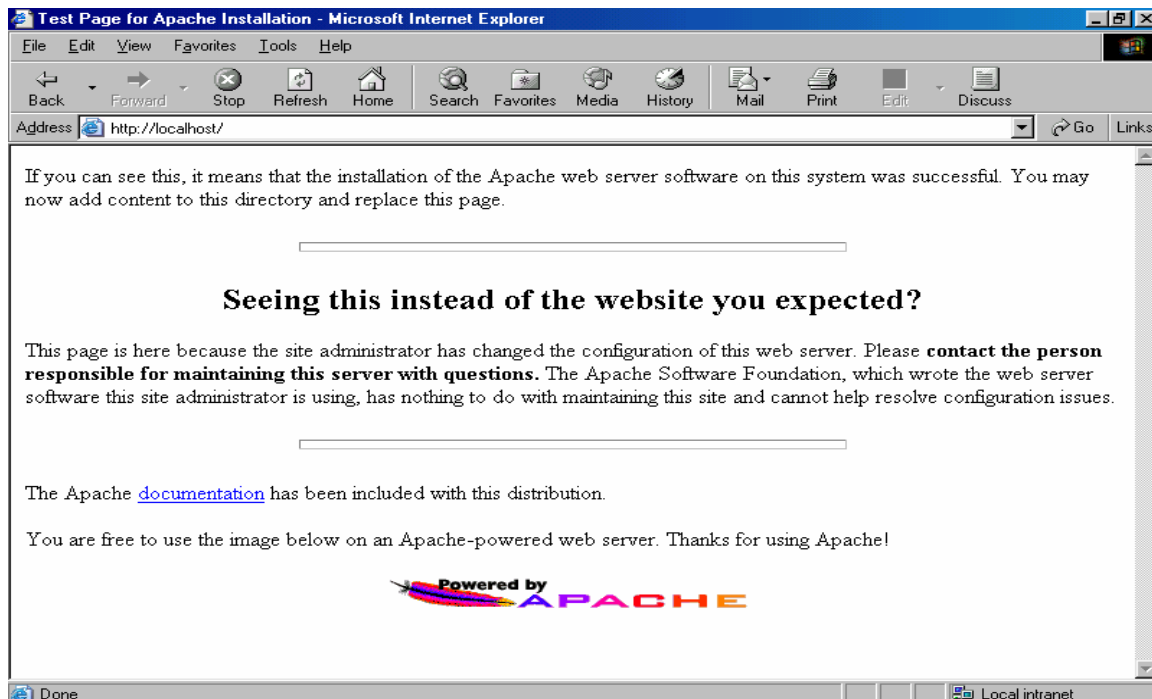 Test Page for Apache Installation - Microsoft Internet Explorer
File Edit View Favorites Tools Help
Back Forward Stop Refresh Home Search Favorites Media History Mail Print Edit Discuss
Address http://localhost/ Go Links
If you can see this, it means that the installation of the Apache web server software on this system was successful. You may
now add content to this directory and replace this page.
Seeing this instead of the website you expected?
This page is here because the site administrator has changed the configuration of this web server. Please contact the person
responsible for maintaining this server with questions. The Apache Software Foundation, which wrote the web server
software this site administrator is using, has nothing to do with maintaining this site and cannot help resolve configuration issues.
The Apache documentation has been included with this distribution.
You are free to use the image below on an Apache-powered web server. Thanks for using Apache!
Powered by
APACHE
Done Local intranet